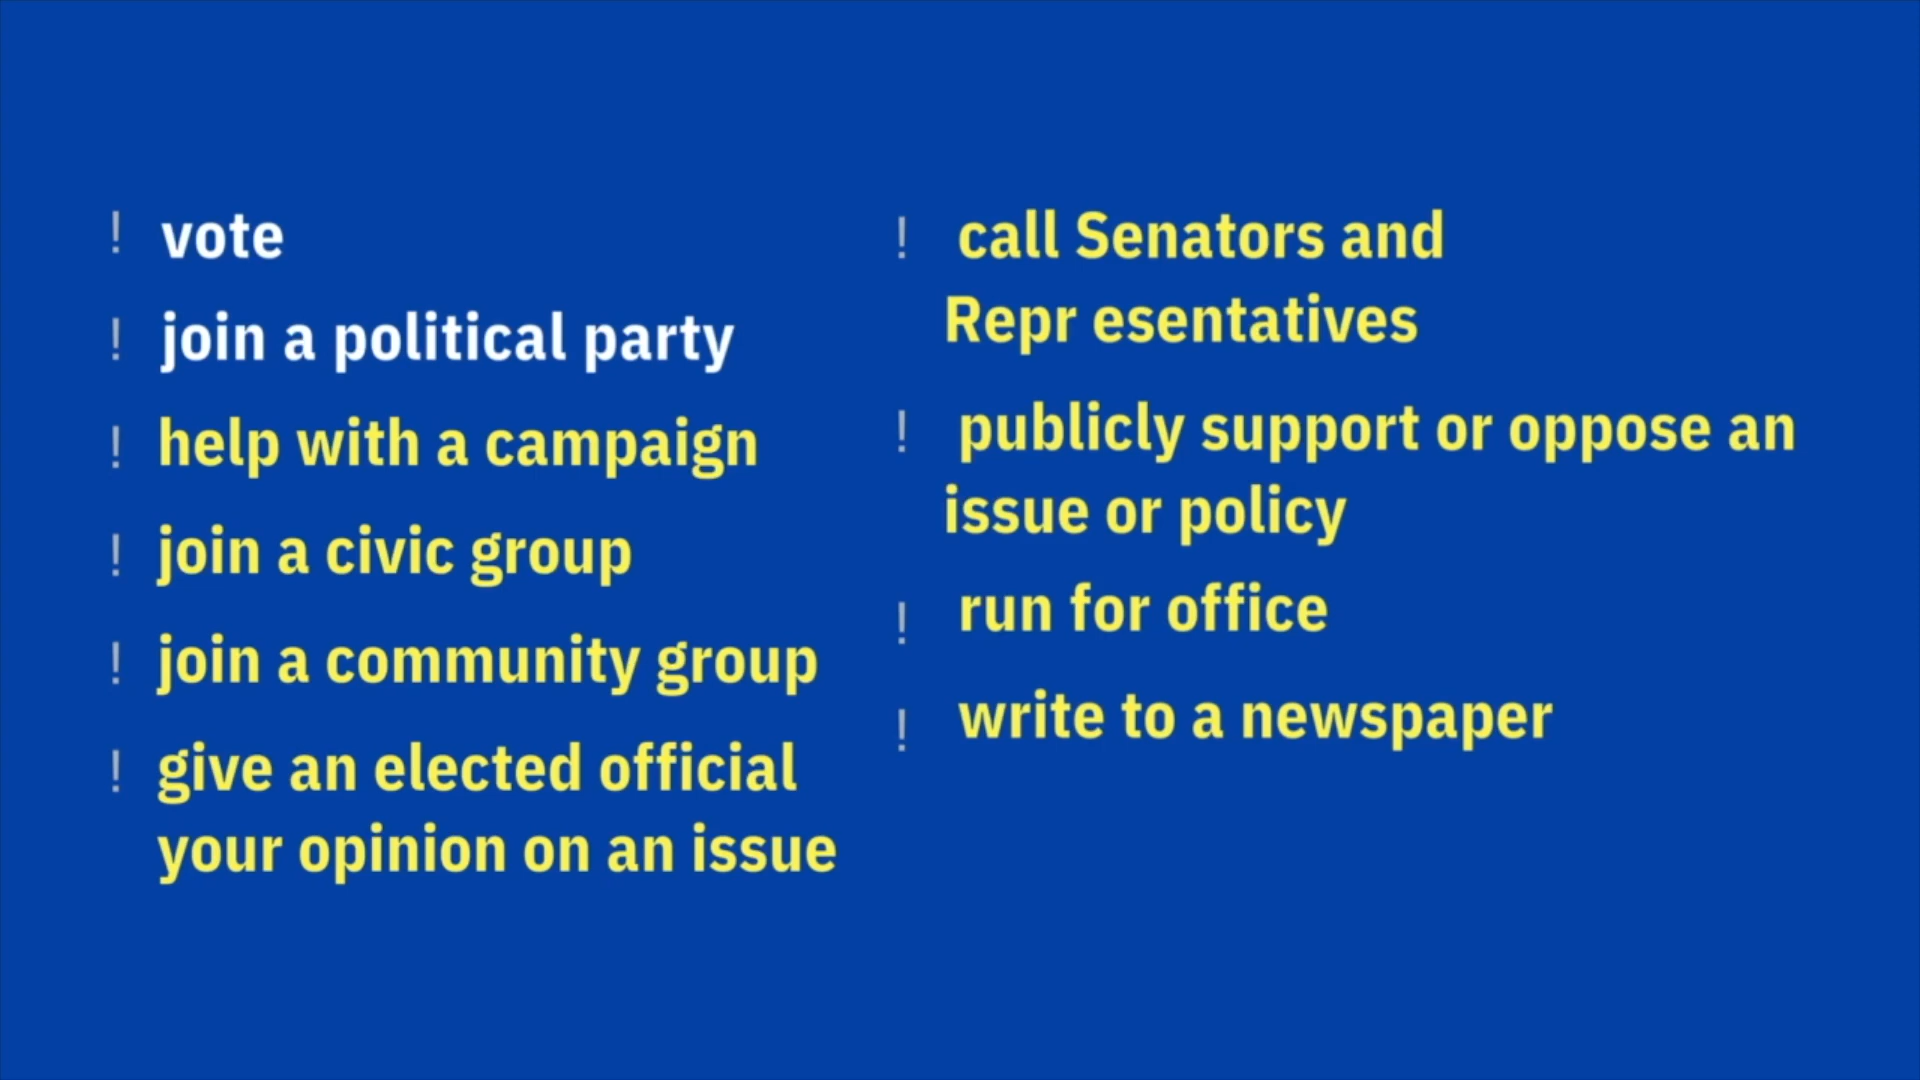 ! vote
! join a political party
! help with a campaign
! join a civic group
! join a community group
! give an elected official
your opinion on an issue
! call Senators and
Repr esentatives
! publicly support or oppose an
issue or policy
! run for office
! write to a newspaper